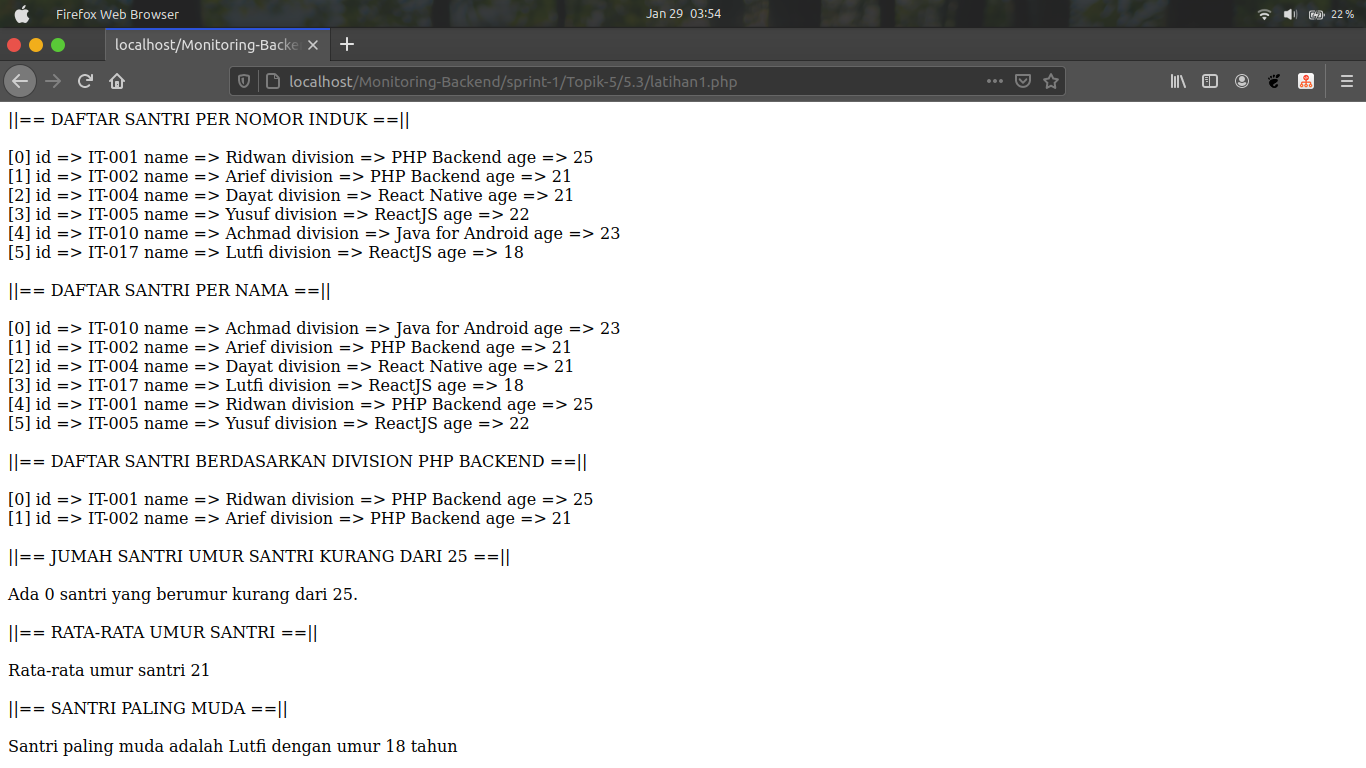 Firefox Web Browser
Jan 29 03:54
22 %
localhost/Monitoring-Backe
localhost/Monitoring-Backend/sprint-1/Topik-5/5.3/latihan1.php
||== DAFTAR SANTRI PER NOMOR INDUK ==||
[0] id => IT-001 name => Ridwan division => PHP Backend age => 25
[1] id => IT-002 name => Arief division => PHP Backend age => 21
[2] id => IT-004 name => Dayat division => React Native age => 21
[3] id => IT-005 name => Yusuf division => ReactJS age => 22
[4] id => IT-010 name => Achmad division => Java for Android age => 23
[5] id => IT-017 name => Lutfi division => ReactJS age => 18
||== DAFTAR SANTRI PER NAMA ==||
[0] id => IT-010 name => Achmad division => Java for Android age => 23
[1] id => IT-002 name => Arief division => PHP Backend age => 21
[2] id => IT-004 name => Dayat division => React Native age => 21
[3] id => IT-017 name => Lutfi division => ReactJS age => 18
[4] id => IT-001 name => Ridwan division => PHP Backend age => 25
[5] id => IT-005 name => Yusuf division => ReactJS age => 22
||== DAFTAR SANTRI BERDASARKAN DIVISION PHP BACKEND ==||
[0] id => IT-001 name => Ridwan division => PHP Backend age => 25
[1] id => IT-002 name => Arief division => PHP Backend age => 21
||== JUMAH SANTRI UMUR SANTRI KURANG DARI 25 ==||
Ada 0 santri yang berumur kurang dari 25.
||== RATA-RATA UMUR SANTRI ==||
Rata-rata umur santri 21
||== SANTRI PALING MUDA ==||
Santri paling muda adalah Lutfi dengan umur 18 tahun